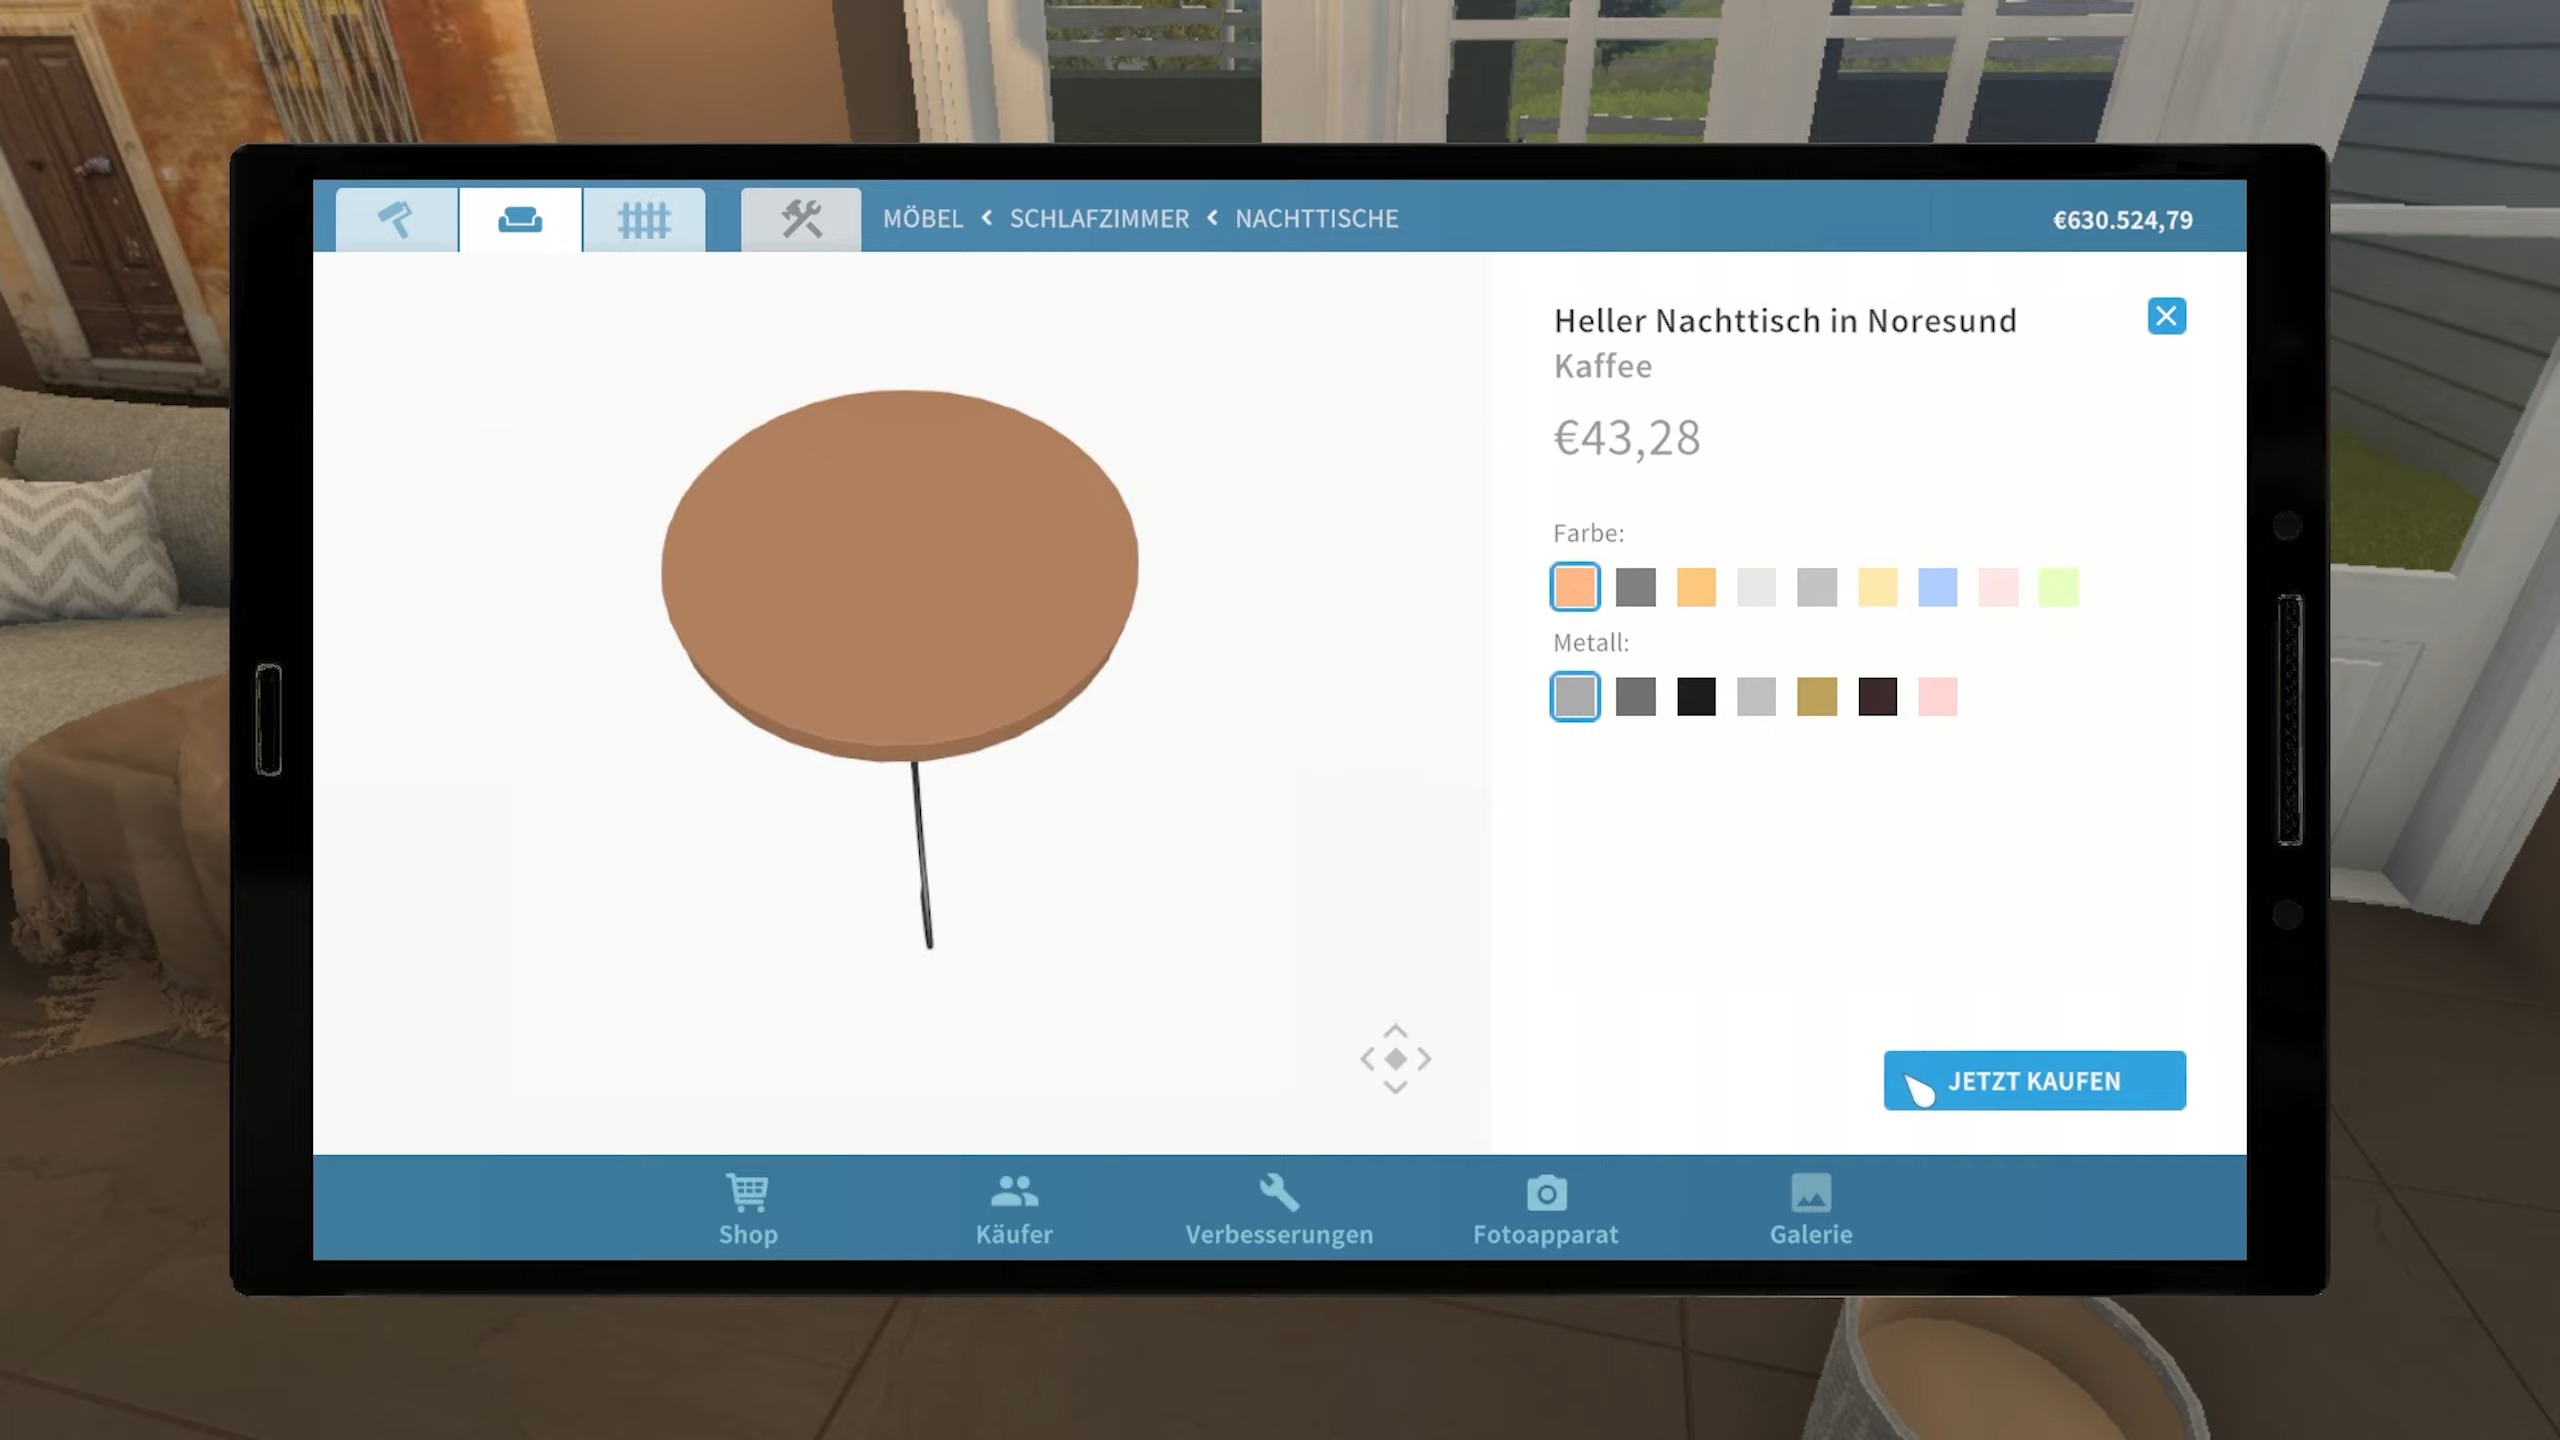 MÖBEL < SCHLAFZIMMER < NACHTTISCHE
€630.524,79
Heller Nachttisch in Noresund
Kaffee
€43,28
Farbe:
Metall:
JETZT KAUFEN
Shop
Käufer
Verbesserungen
Fotoapparat
Galerie